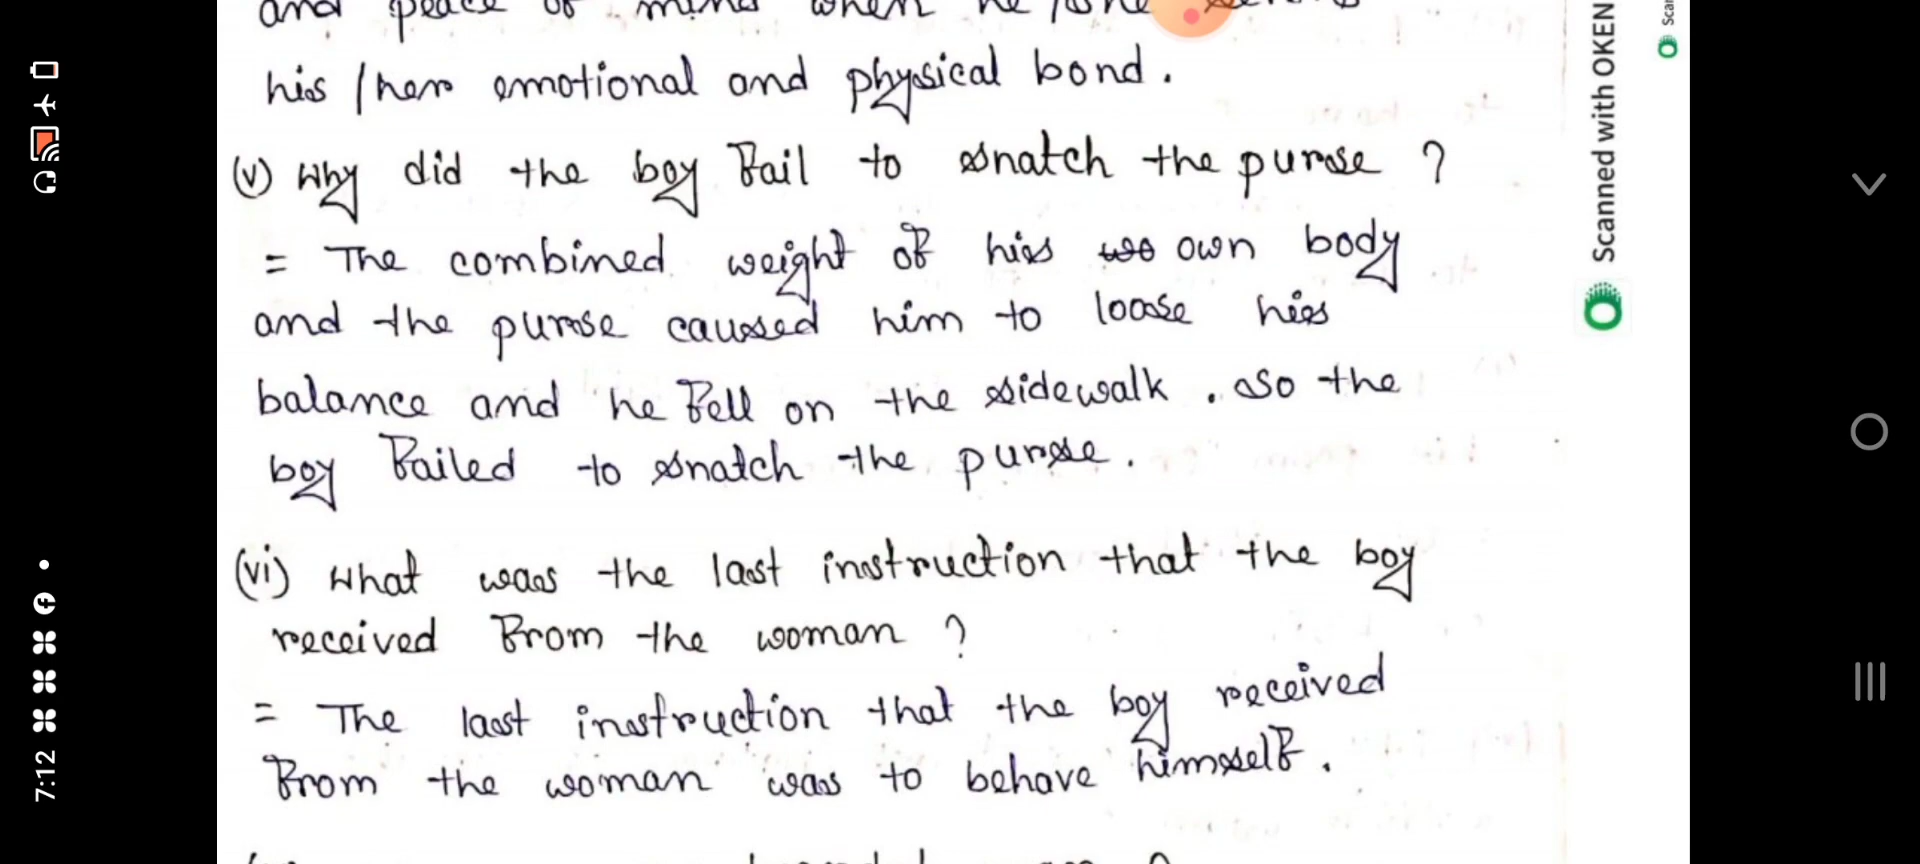 his / her emotional and physical bond.
(v) Why did the boy fail to snatch the purse ?
= The combined weight of his own body
and the purse caused him to loose his
balance and he fell on the sidewalk. So the
boy failed to snatch the purse.
(vi) What was the last instruction that the boy
received from the woman ?
= The last instruction that the boy received
from the woman was to behave himself.
Scanned with OKEN
Scan
7:12